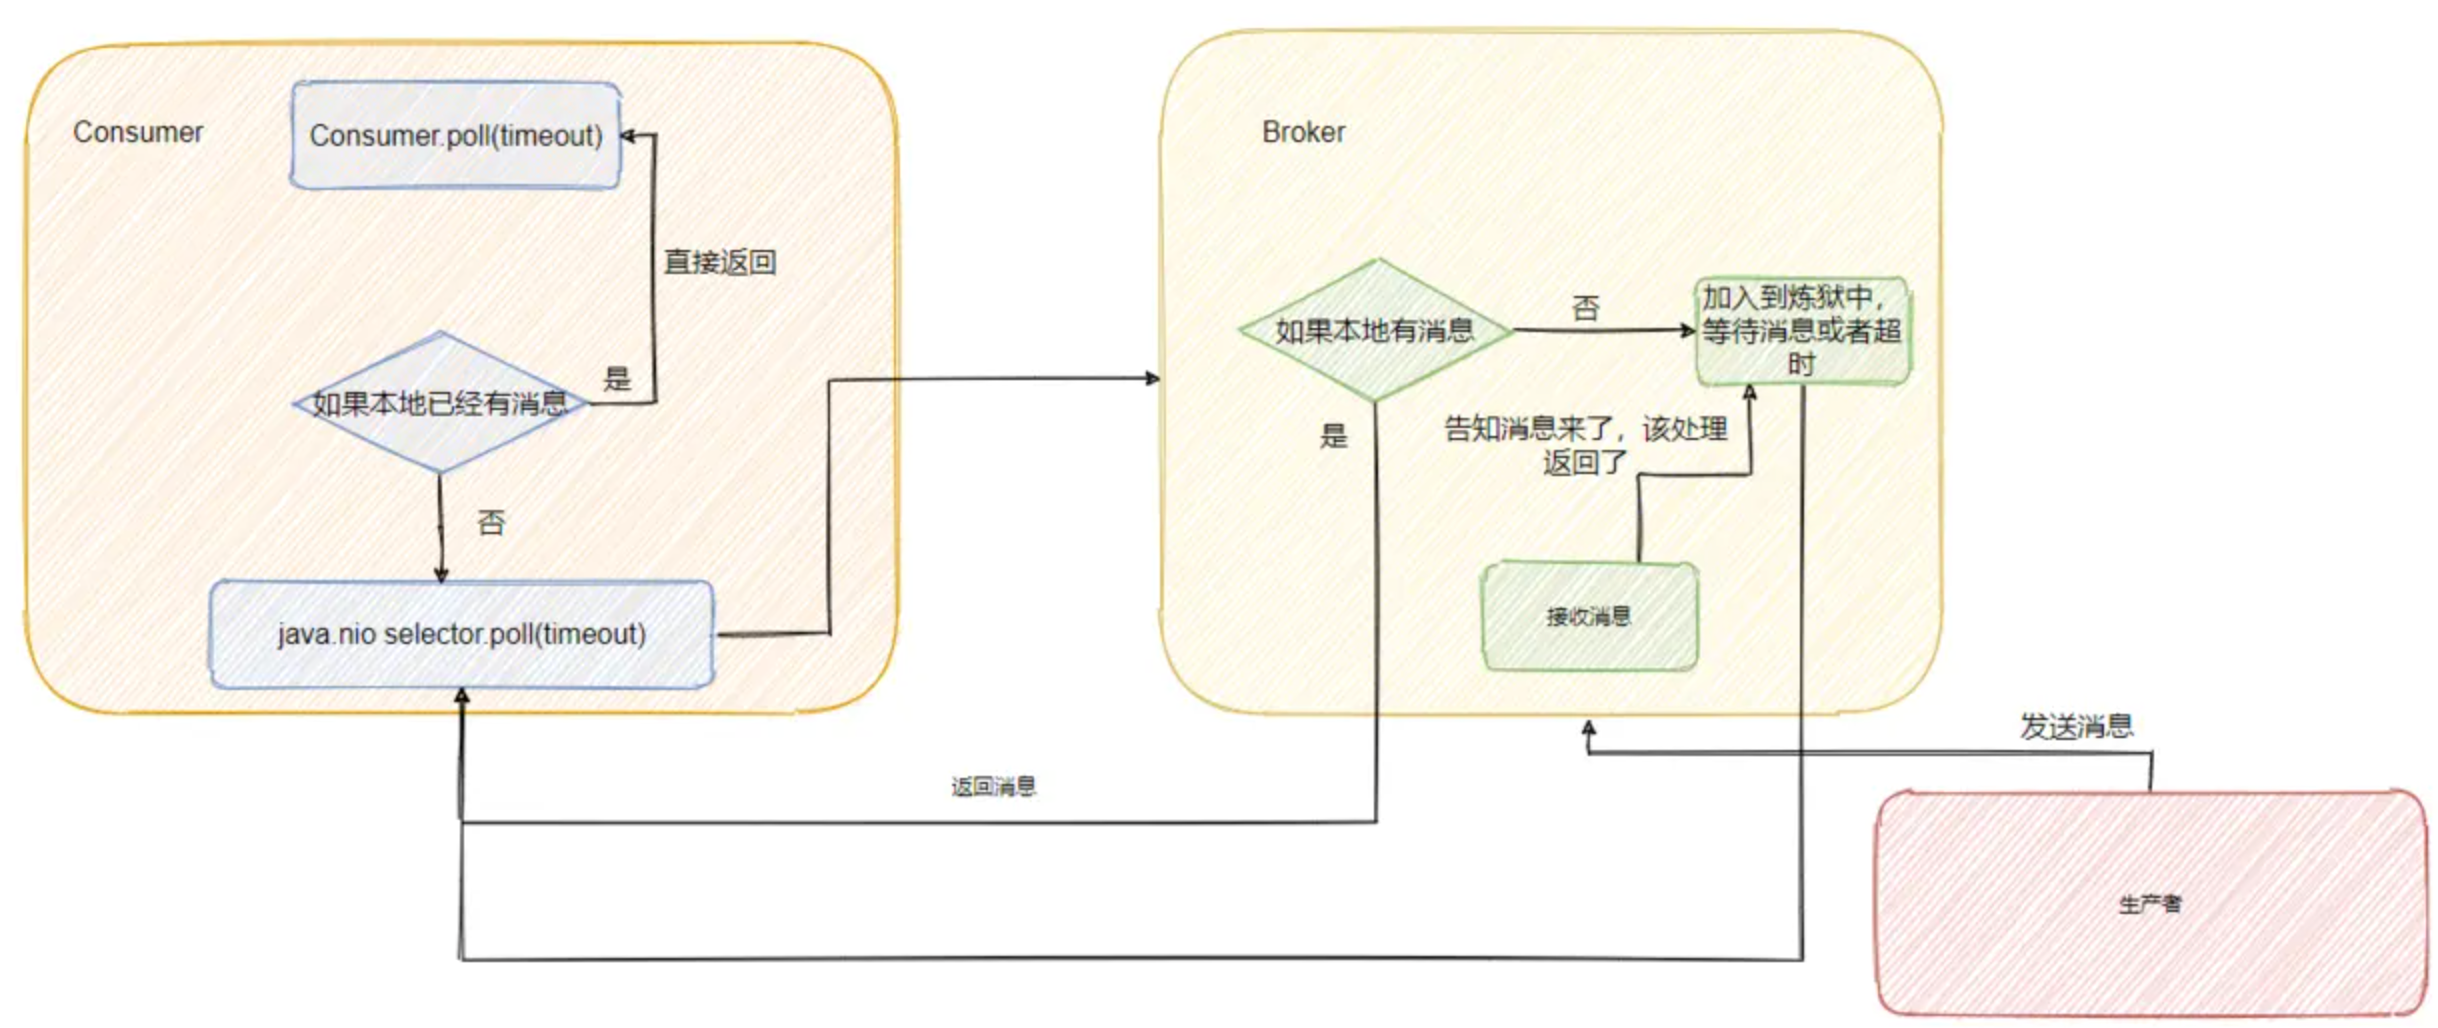 Consumer
Consumer.poll(timeout)
直接返回
如果本地已经有消息
是
否
java.nio selector.poll(timeout)
Broker
如果本地有消息
否
加入到炼狱中，
等待消息或者超
时
是
告知消息来了，该处理
返回了
接收消息
返回消息
发送消息
生产者